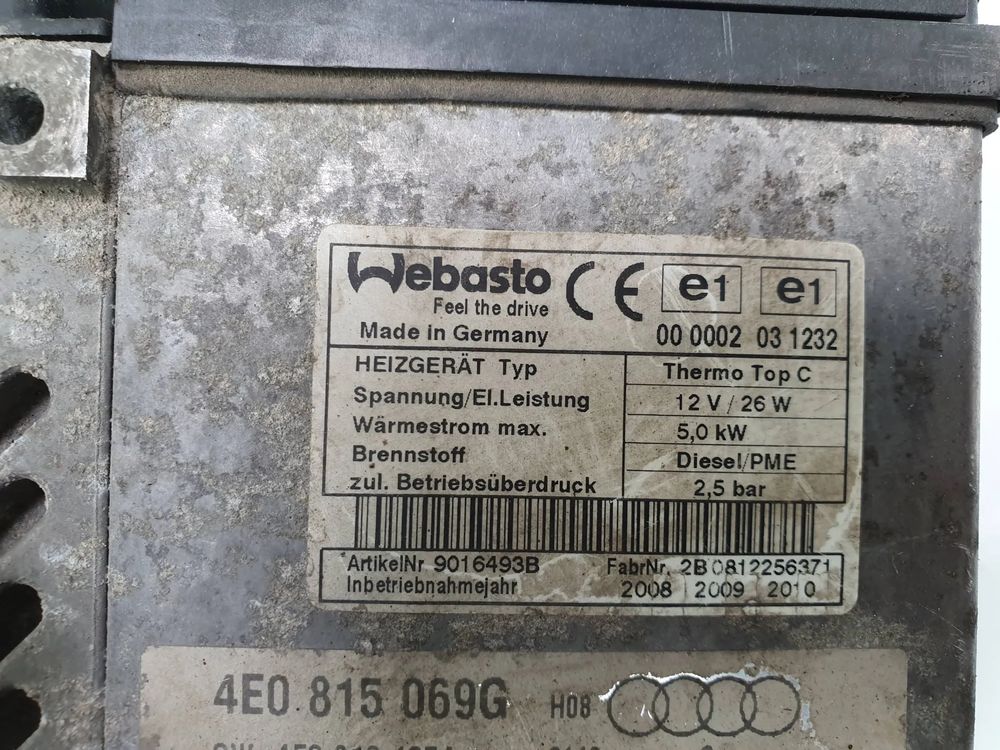 Webasto
Feel the drive
Made in Germany
CE
e1 e1
00 0002 03 1232
HEIZGERÄT Typ Thermo Top C
Spannung/El.Leistung 12 V / 26 W
Wärmestrom max. 5,0 kW
Brennstoff Diesel/PME
zul. Betriebsüberdruck 2,5 bar
ArtikelNr 9016493B FabrNr. 2B0812256371
Inbetriebnahmejahr 2008 2009 2010
4E0 815 069G H08